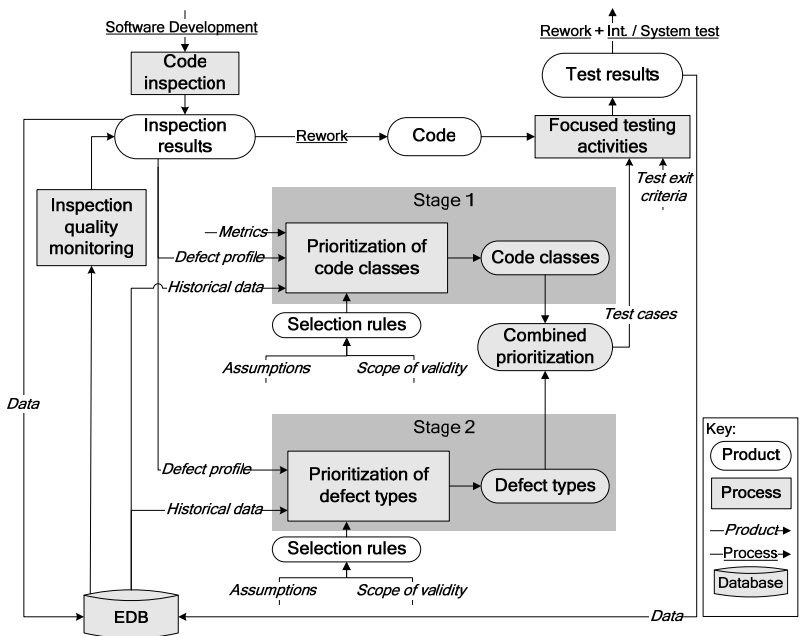 Software Development
Rework + Int. / System test
Code
inspection
Test results
Inspection
results
Rework
Code
Focused testing
activities
Test exit
criteria
Inspection
quality
monitoring
Stage 1
Metrics
Defect profile
Historical data
Prioritization of
code classes
Code classes
Selection rules
Assumptions
Scope of validity
Test cases
Combined
prioritization
Data
Stage 2
Defect profile
Historical data
Prioritization of
defect types
Defect types
Selection rules
Assumptions
Scope of validity
EDB
Data
Key:
Product
Process
Product
Process
Database